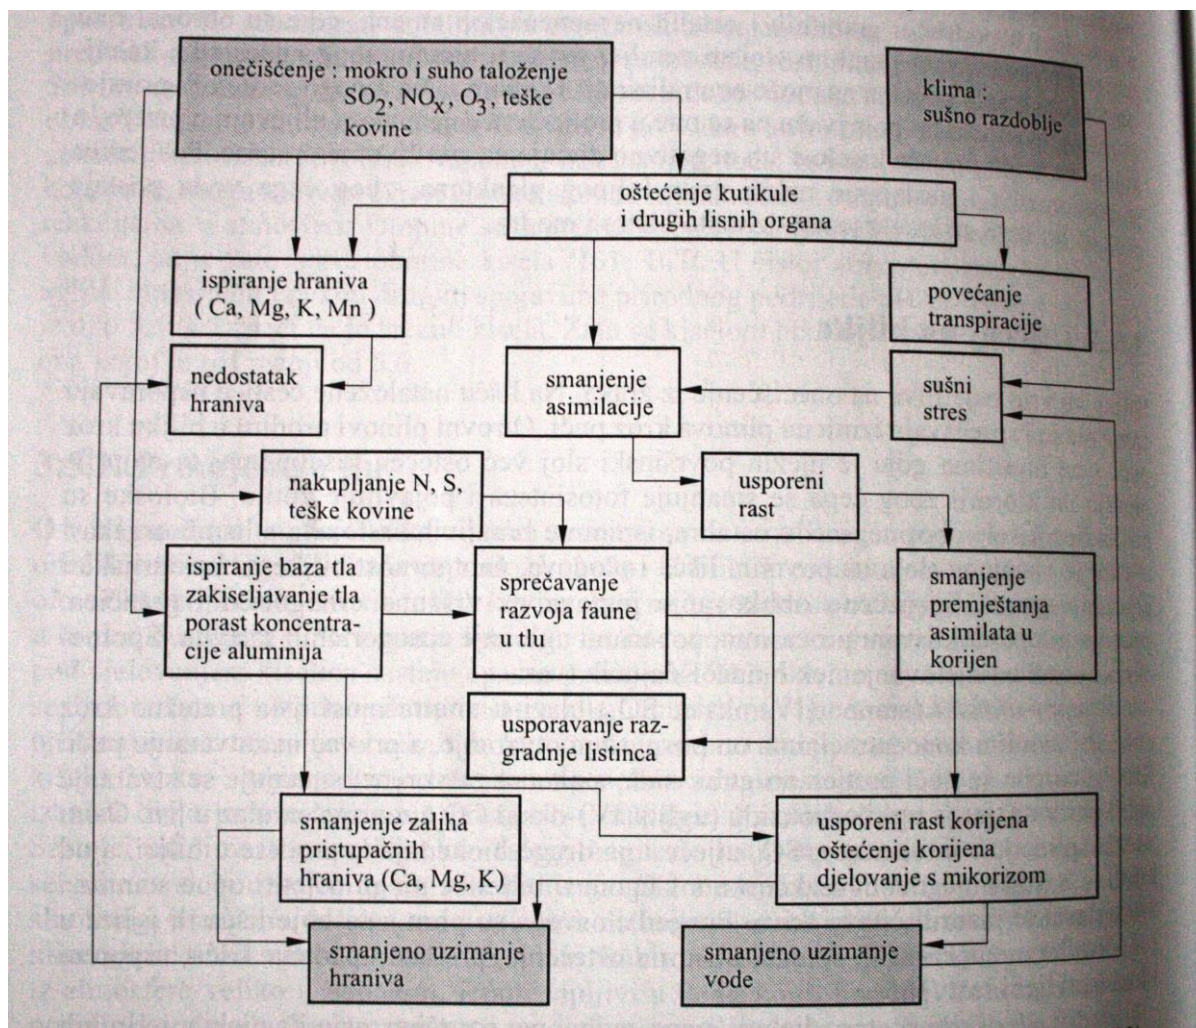 onečišćenje : mokro i suho taloženje
SO₂, NOₓ, O₃, teške
kovine
klima :
sušno razdoblje
oštećenje kutikule
i drugih lisnih organa
ispiranje hraniva
( Ca, Mg, K, Mn )
povećanje
transpiracije
nedostatak
hraniva
smanjenje
asimilacije
sušni
stres
nakupljanje N, S,
teške kovine
usporeni
rast
ispiranje baza tla
zakiseljavanje tla
porast koncentra-
cije aluminija
sprečavanje
razvoja faune
u tlu
smanjenje
premještanja
asimilata u
korijen
usporavanje raz-
gradnje listinca
smanjenje zaliha
pristupačnih
hraniva (Ca, Mg, K)
usporeni rast korijena
oštećenje korijena
djelovanje s mikorizom
smanjeno uzimanje
hraniva
smanjeno uzimanje
vode